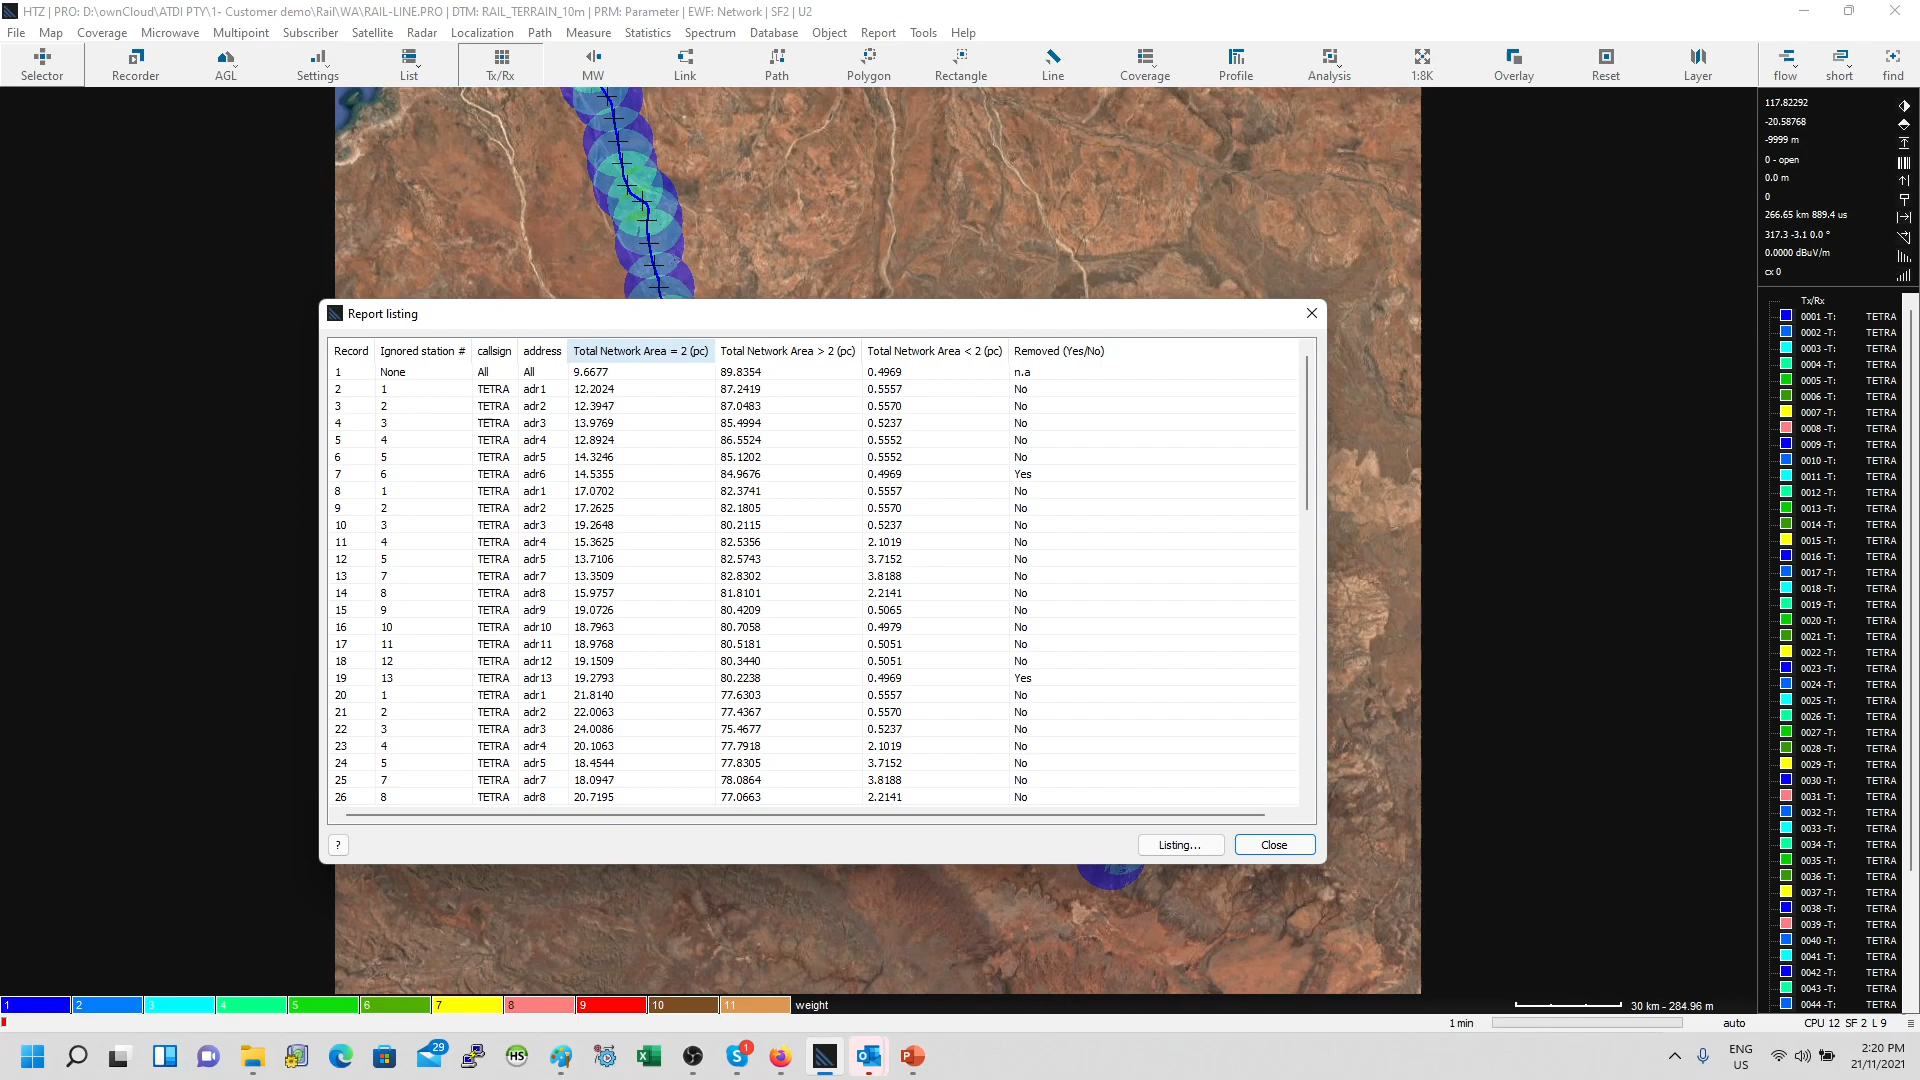 HTZ | PRO: D:\ownCloud\ATDI PTY\1- Customer demo\Rail\WA\RAIL-LINE.PRO | DTM: RAIL_TERRAIN_10m | PRM: Parameter | EWF: Network | SF2 | U2
File Map Coverage Microwave Multipoint Subscriber Satellite Radar Localization Path Measure Statistics Spectrum Database Object Report Tools Help
Selector Recorder AGL Settings List Tx/Rx MW Link Path Polygon Rectangle Line Coverage Profile Analysis 1:8K Overlay Reset Layer flow short find
117.82292
-20.58768
-9999 m
0 - open
0.0 m
0
266.65 km 889.4 us
317.3 -3.1 0.0 °
0.0000 dBuV/m
cx 0
Report listing
Record Ignored station # callsign address Total Network Area = 2 (pc) Total Network Area > 2 (pc) Total Network Area < 2 (pc) Removed (Yes/No)
1 None All All 9.6677 89.8354 0.4969 n.a
2 1 TETRA adr1 12.2024 87.2419 0.5557 No
3 2 TETRA adr2 12.3947 87.0483 0.5570 No
4 3 TETRA adr3 13.9769 85.4994 0.5237 No
5 4 TETRA adr4 12.8924 86.5524 0.5552 No
6 5 TETRA adr5 14.3246 85.1202 0.5552 No
7 6 TETRA adr6 14.5355 84.9676 0.4969 Yes
8 1 TETRA adr1 17.0702 82.3741 0.5557 No
9 2 TETRA adr2 17.2625 82.1805 0.5570 No
10 3 TETRA adr3 19.2648 80.2115 0.5237 No
11 4 TETRA adr4 15.3625 82.5356 2.1019 No
12 5 TETRA adr5 13.7106 82.5743 3.7152 No
13 7 TETRA adr7 13.3509 82.8302 3.8188 No
14 8 TETRA adr8 15.9757 81.8101 2.2141 No
15 9 TETRA adr9 19.0726 80.4209 0.5065 No
16 10 TETRA adr10 18.7963 80.7058 0.4979 No
17 11 TETRA adr11 18.9768 80.5181 0.5051 No
18 12 TETRA adr12 19.1509 80.3440 0.5051 No
19 13 TETRA adr13 19.2793 80.2238 0.4969 Yes
20 1 TETRA adr1 21.8140 77.6303 0.5557 No
21 2 TETRA adr2 22.0063 77.4367 0.5570 No
22 3 TETRA adr3 24.0086 75.4677 0.5237 No
23 4 TETRA adr4 20.1063 77.7918 2.1019 No
24 5 TETRA adr5 18.4544 77.8305 3.7152 No
25 7 TETRA adr7 18.0947 78.0864 3.8188 No
26 8 TETRA adr8 20.7195 77.0663 2.2141 No
? Listing... Close
Tx/Rx
0001 -T: TETRA
0002 -T: TETRA
0003 -T: TETRA
0004 -T: TETRA
0005 -T: TETRA
0006 -T: TETRA
0007 -T: TETRA
0008 -T: TETRA
0009 -T: TETRA
0010 -T: TETRA
0011 -T: TETRA
0012 -T: TETRA
0013 -T: TETRA
0014 -T: TETRA
0015 -T: TETRA
0016 -T: TETRA
0017 -T: TETRA
0018 -T: TETRA
0019 -T: TETRA
0020 -T: TETRA
0021 -T: TETRA
0022 -T: TETRA
0023 -T: TETRA
0024 -T: TETRA
0025 -T: TETRA
0026 -T: TETRA
0027 -T: TETRA
0028 -T: TETRA
0029 -T: TETRA
0030 -T: TETRA
0031 -T: TETRA
0032 -T: TETRA
0033 -T: TETRA
0034 -T: TETRA
0035 -T: TETRA
0036 -T: TETRA
0037 -T: TETRA
0038 -T: TETRA
0039 -T: TETRA
0040 -T: TETRA
0041 -T: TETRA
0042 -T: TETRA
0043 -T: TETRA
0044 -T: TETRA
1 2 3 4 5 6 7 8 9 10 11 weight
30 km - 284.96 m
1 min auto CPU 12 SF 2 L 9
29 HS 1
ENG
US
2:20 PM
21/11/2021